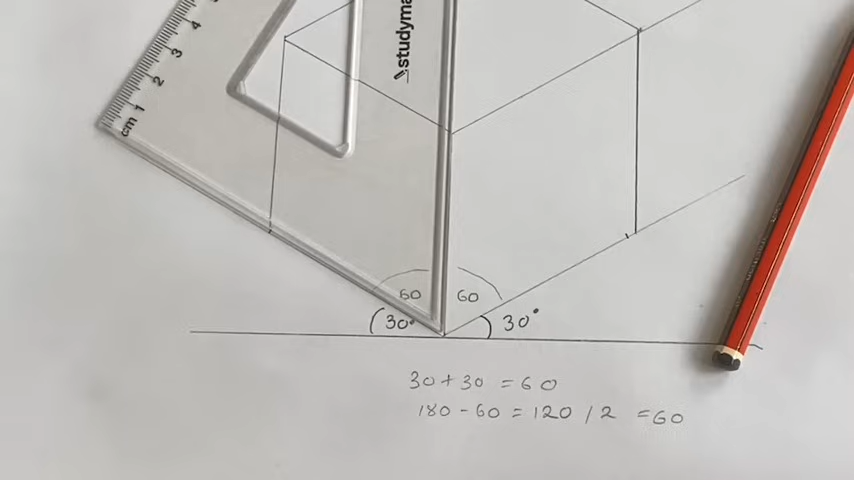 4
3
2
1
cm
studyma
60 60
30° 30°
30+30 = 60
180 - 60 = 120 / 2 = 60